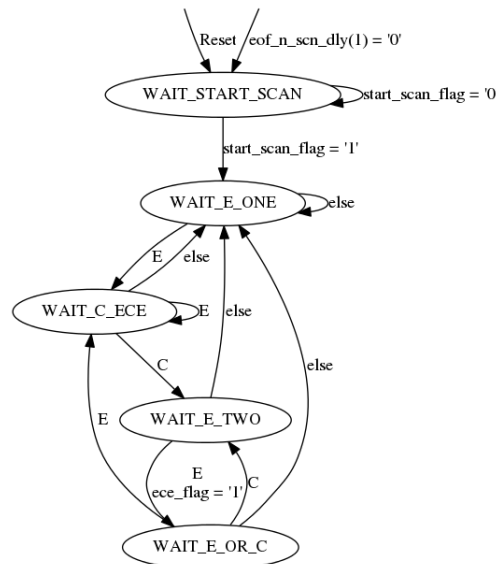 Reset
eof_n_scn_dly(1) = '0'
WAIT_START_SCAN
start_scan_flag = '0
start_scan_flag = '1'
WAIT_E_ONE
else
E
else
WAIT_C_ECE
E
else
else
C
WAIT_E_TWO
E
E
ece_flag = '1'
C
WAIT_E_OR_C